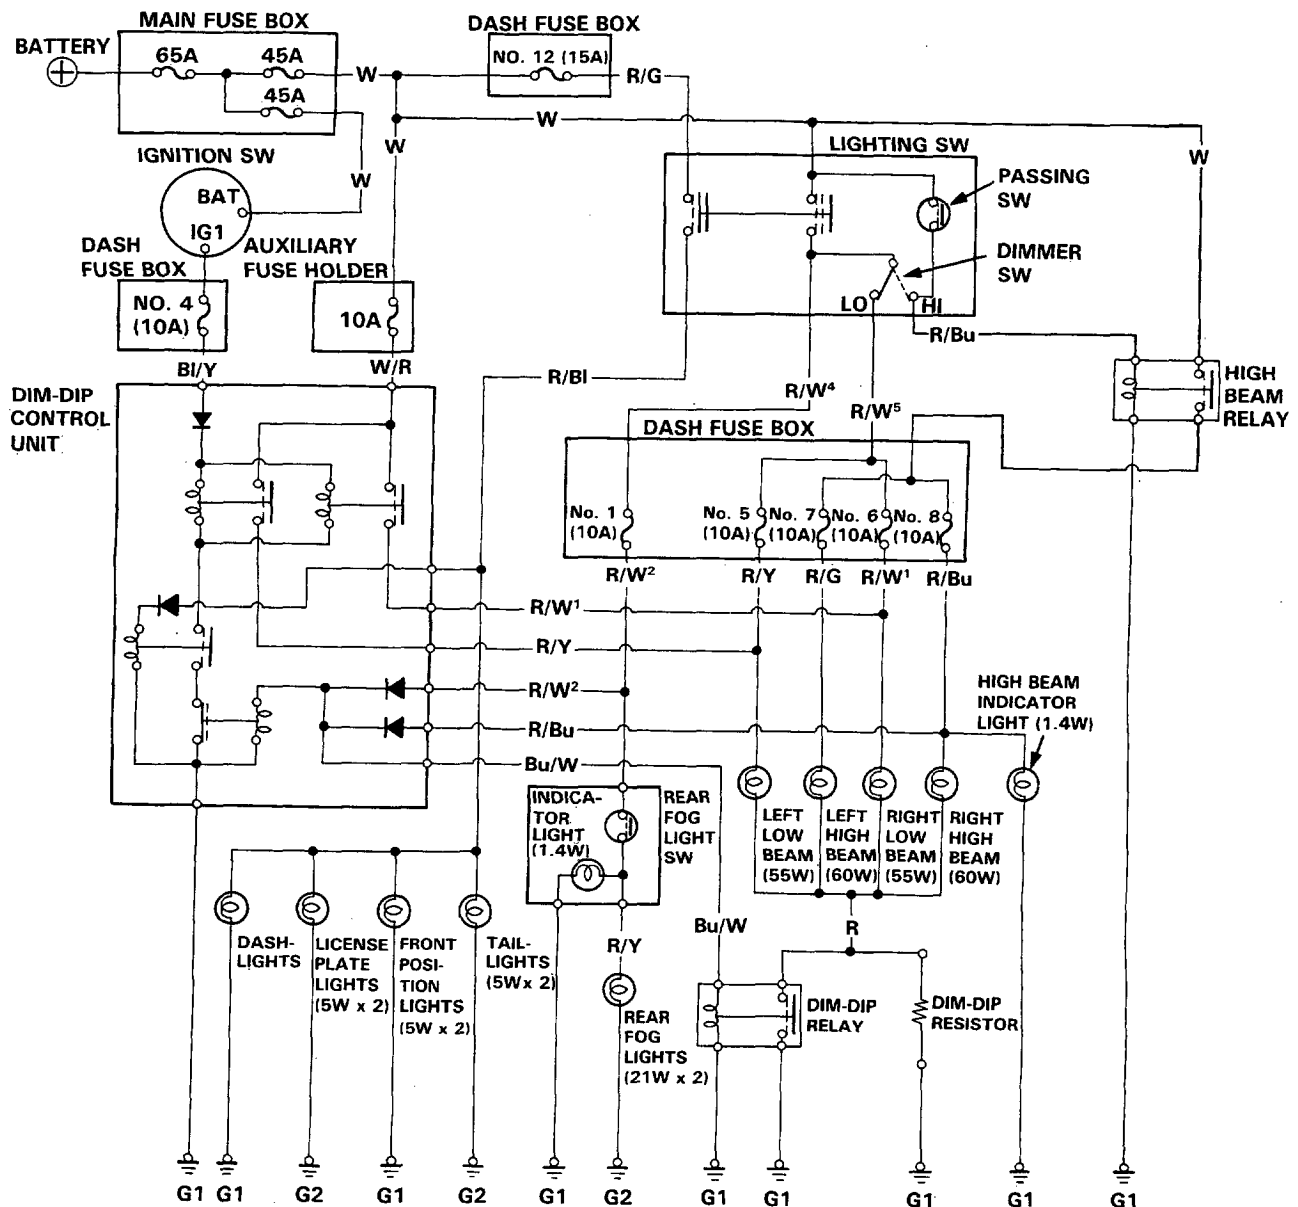 MAIN FUSE BOX
DASH FUSE BOX
BATTERY
65A
45A
W
NO. 12 (15A)
R/G
45A
W
W
IGNITION SW
W
LIGHTING SW
W
BAT
W
PASSING
SW
IG1
DASH
FUSE BOX
AUXILIARY
FUSE HOLDER
DIMMER
SW
NO. 4
(10A)
10A
LO
HI
R/Bu
Bl/Y
W/R
R/Bl
R/W4
R/W5
HIGH
BEAM
RELAY
DIM-DIP
CONTROL
UNIT
DASH FUSE BOX
No. 1
(10A)
No. 5
(10A)
No. 7
(10A)
No. 6
(10A)
No. 8
(10A)
R/W2
R/Y
R/G
R/W1
R/Bu
R/W1
R/Y
R/W2
R/Bu
Bu/W
HIGH BEAM
INDICATOR
LIGHT (1.4W)
INDICA-
TOR
LIGHT
(1.4W)
REAR
FOG
LIGHT
SW
LEFT
LOW
BEAM
(55W)
LEFT
HIGH
BEAM
(60W)
RIGHT
LOW
BEAM
(55W)
RIGHT
HIGH
BEAM
(60W)
DASH-
LIGHTS
LICENSE
PLATE
LIGHTS
(5W x 2)
FRONT
POSI-
TION
LIGHTS
(5W x 2)
TAIL-
LIGHTS
(5W x 2)
R/Y
Bu/W
R
REAR
FOG
LIGHTS
(21W x 2)
DIM-DIP
RELAY
DIM-DIP
RESISTOR
G1
G1
G2
G1
G2
G1
G2
G1
G1
G1
G1
G1